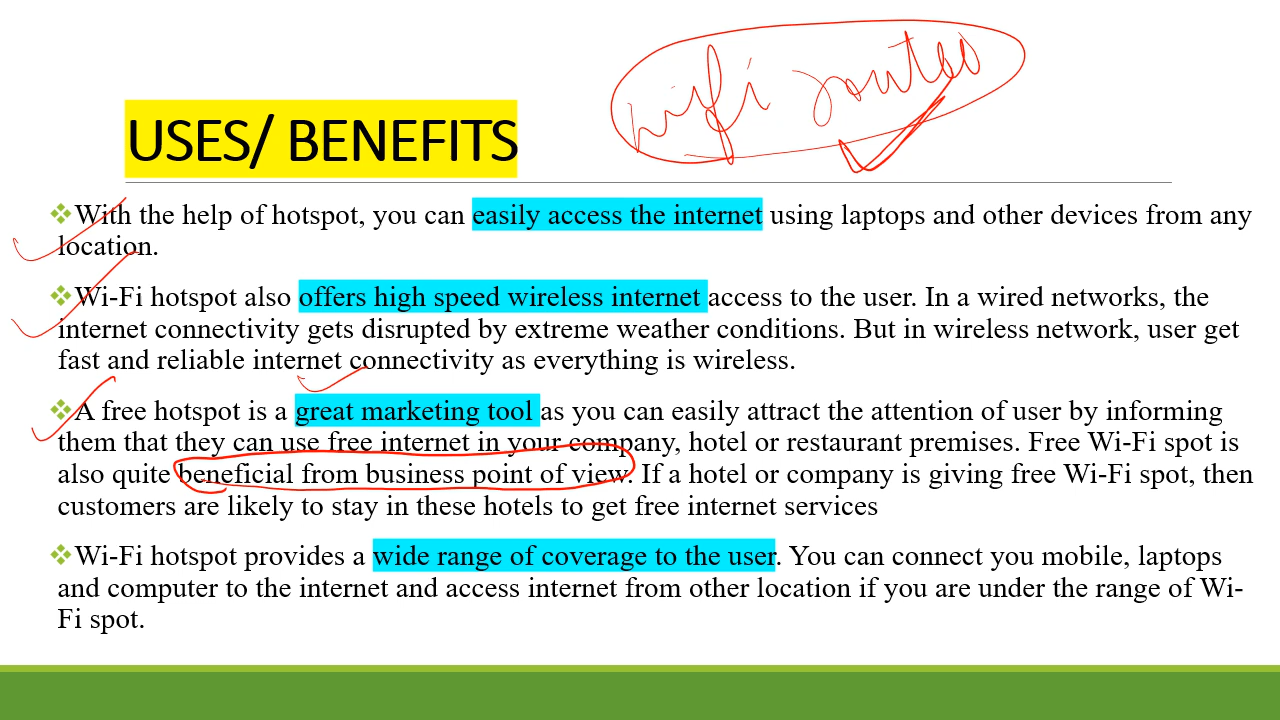 wifi router
USES/ BENEFITS
❖With the help of hotspot, you can easily access the internet using laptops and other devices from any
location.
❖Wi-Fi hotspot also offers high speed wireless internet access to the user. In a wired networks, the
internet connectivity gets disrupted by extreme weather conditions. But in wireless network, user get
fast and reliable internet connectivity as everything is wireless.
❖A free hotspot is a great marketing tool as you can easily attract the attention of user by informing
them that they can use free internet in your company, hotel or restaurant premises. Free Wi-Fi spot is
also quite beneficial from business point of view. If a hotel or company is giving free Wi-Fi spot, then
customers are likely to stay in these hotels to get free internet services
❖Wi-Fi hotspot provides a wide range of coverage to the user. You can connect you mobile, laptops
and computer to the internet and access internet from other location if you are under the range of Wi-
Fi spot.